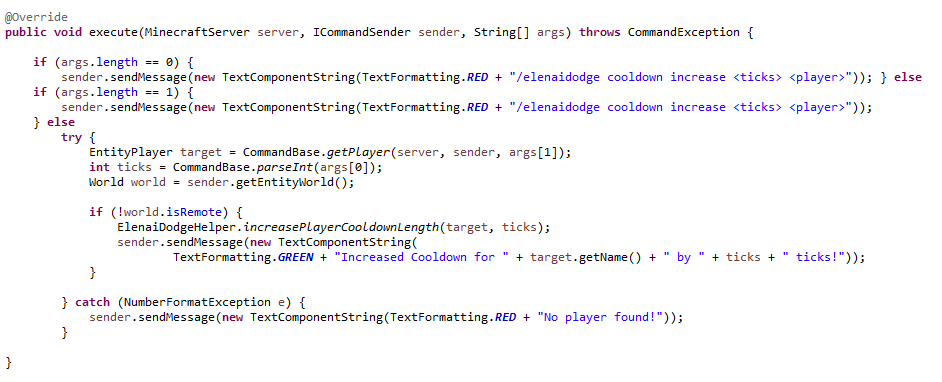 @Override
public void execute(MinecraftServer server, ICommandSender sender, String[] args) throws CommandException {
if (args.length == 0) {
sender.sendMessage(new TextComponentString(TextFormatting.RED + "/elenaidodge cooldown increase <ticks> <player>")); } else
if (args.length == 1) {
sender.sendMessage(new TextComponentString(TextFormatting.RED + "/elenaidodge cooldown increase <ticks> <player>"));
} else
try {
EntityPlayer target = CommandBase.getPlayer(server, sender, args[1]);
int ticks = CommandBase.parseInt(args[0]);
World world = sender.getEntityWorld();
if (!world.isRemote) {
ElenaiDodgeHelper.increasePlayerCooldownLength(target, ticks);
sender.sendMessage(new TextComponentString(
TextFormatting.GREEN + "Increased Cooldown for " + target.getName() + " by " + ticks + " ticks!"));
}
} catch (NumberFormatException e) {
sender.sendMessage(new TextComponentString(TextFormatting.RED + "No player found!"));
}
}